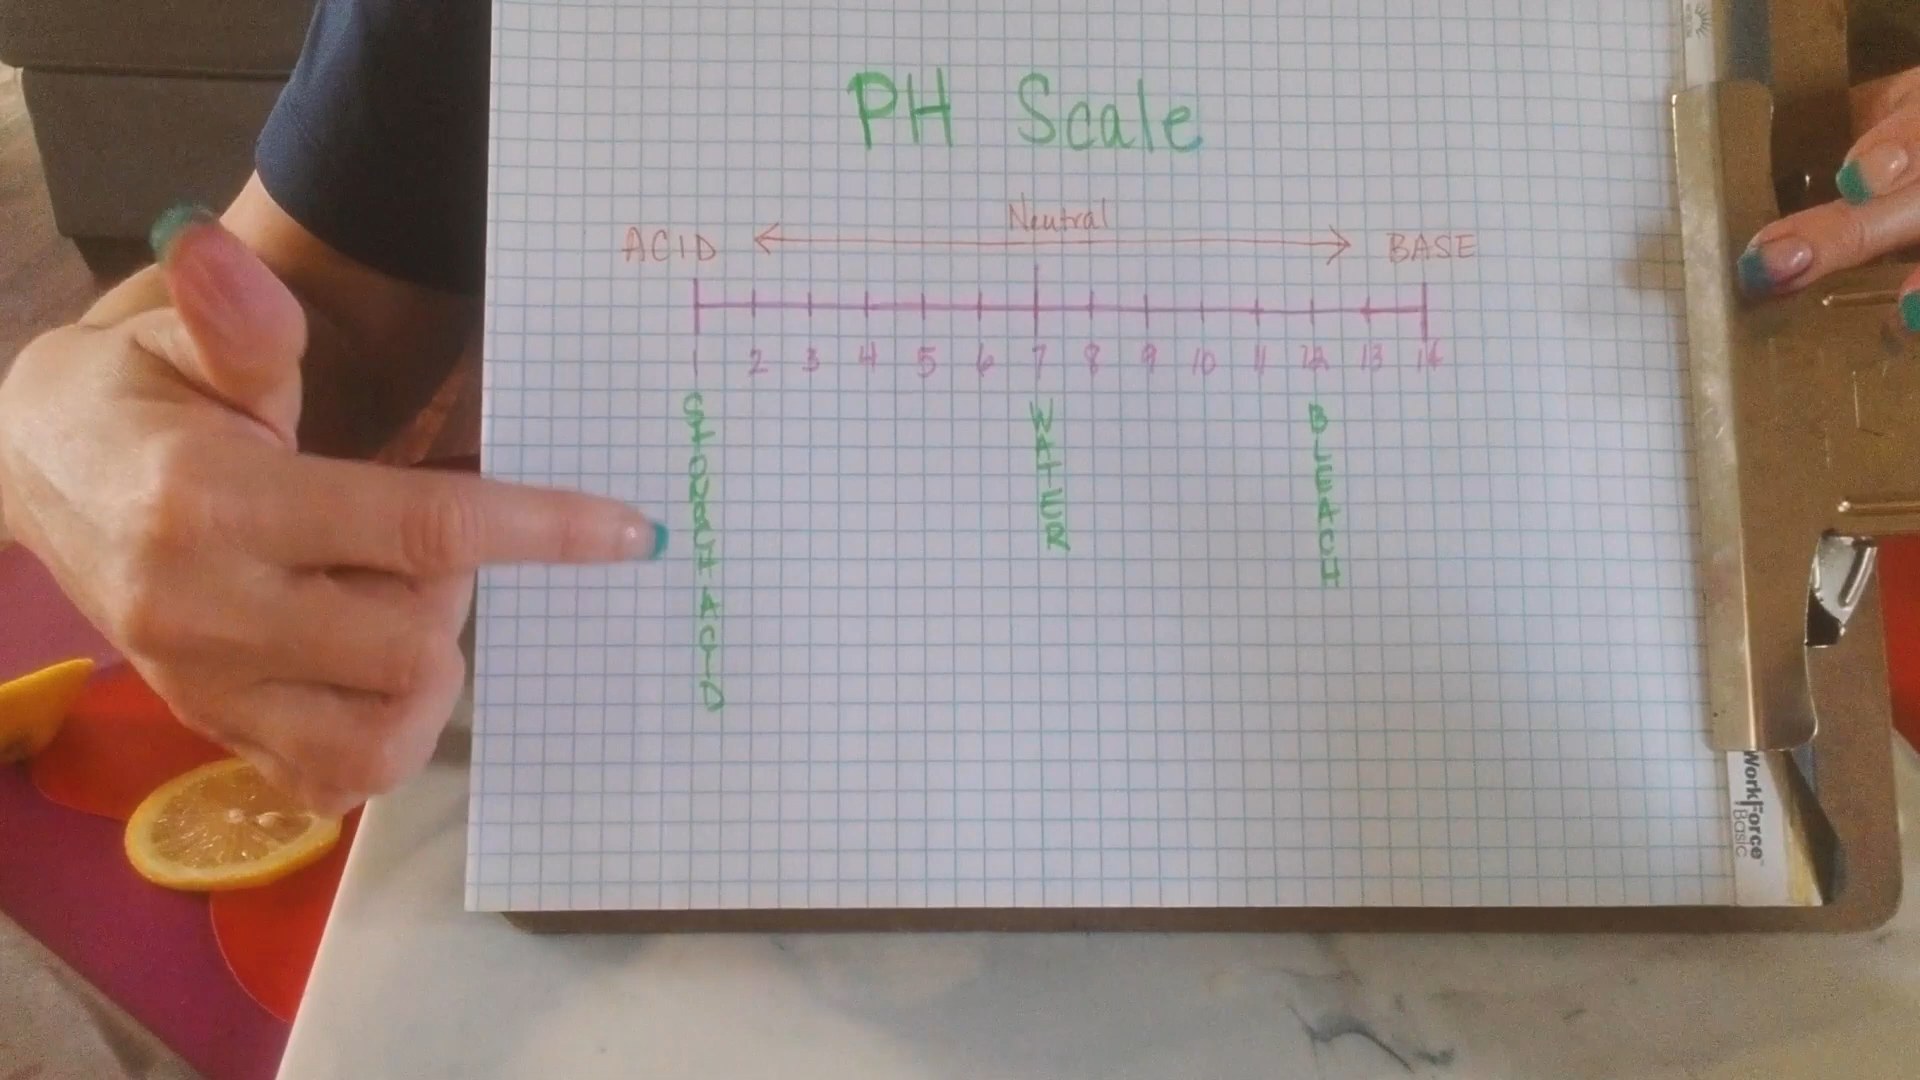 PH Scale
Neutral
ACID BASE
1 2 3 4 5 6 7 8 9 10 11 12 13 14
STOMACH ACID
WATER
BLEACH
WorkForce™
Basic